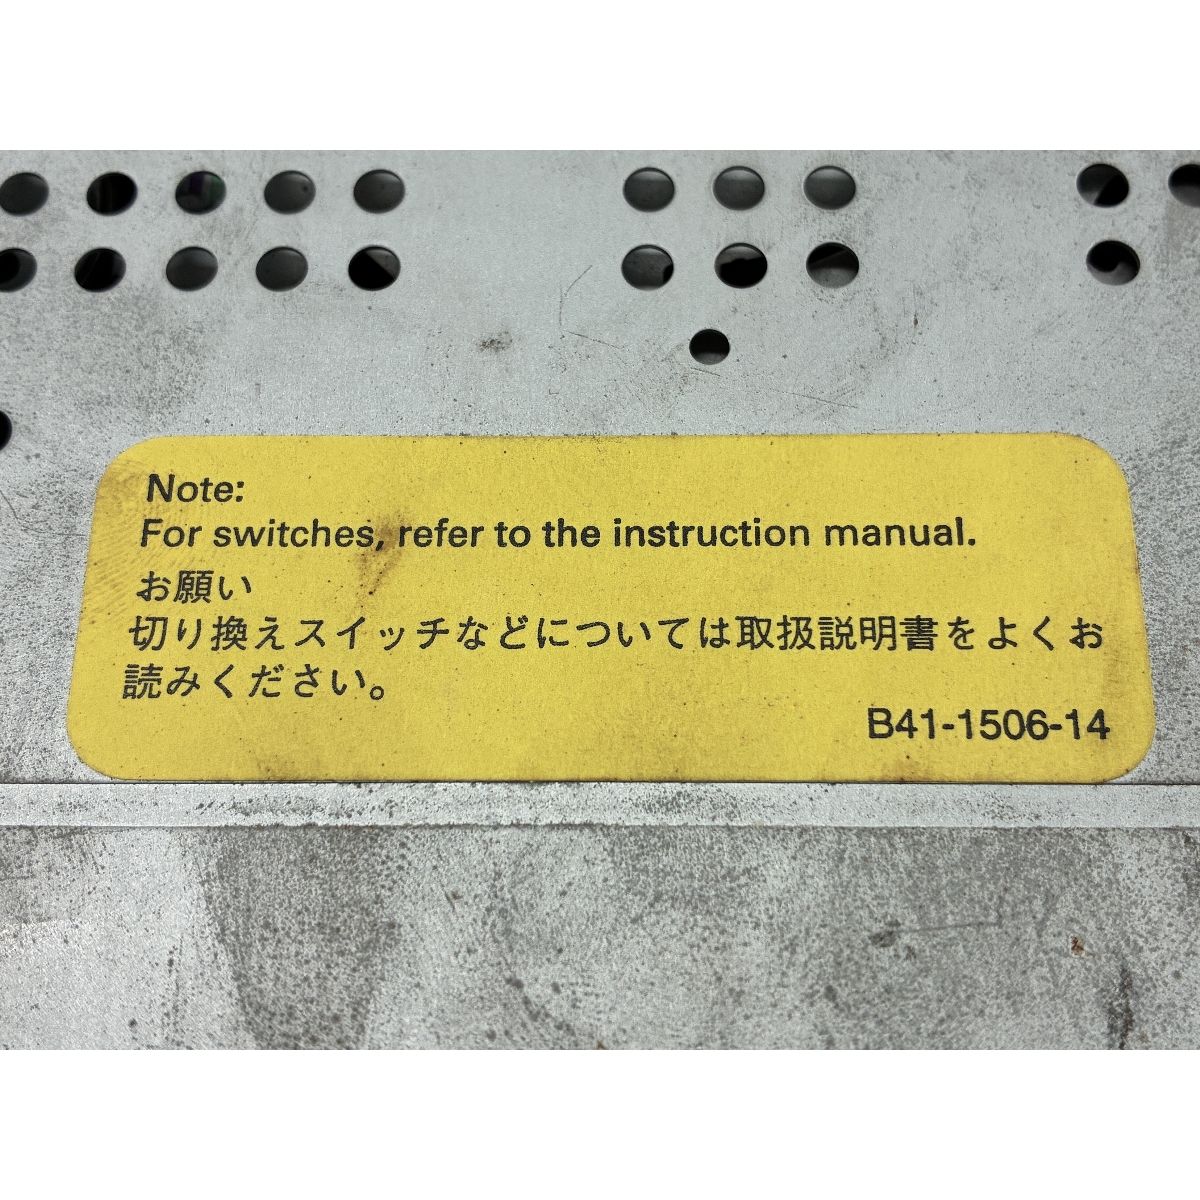 Note:
For switches, refer to the instruction manual.
お願い
切り換えスイッチなどについては取扱説明書をよくお
読みください。
B41-1506-14